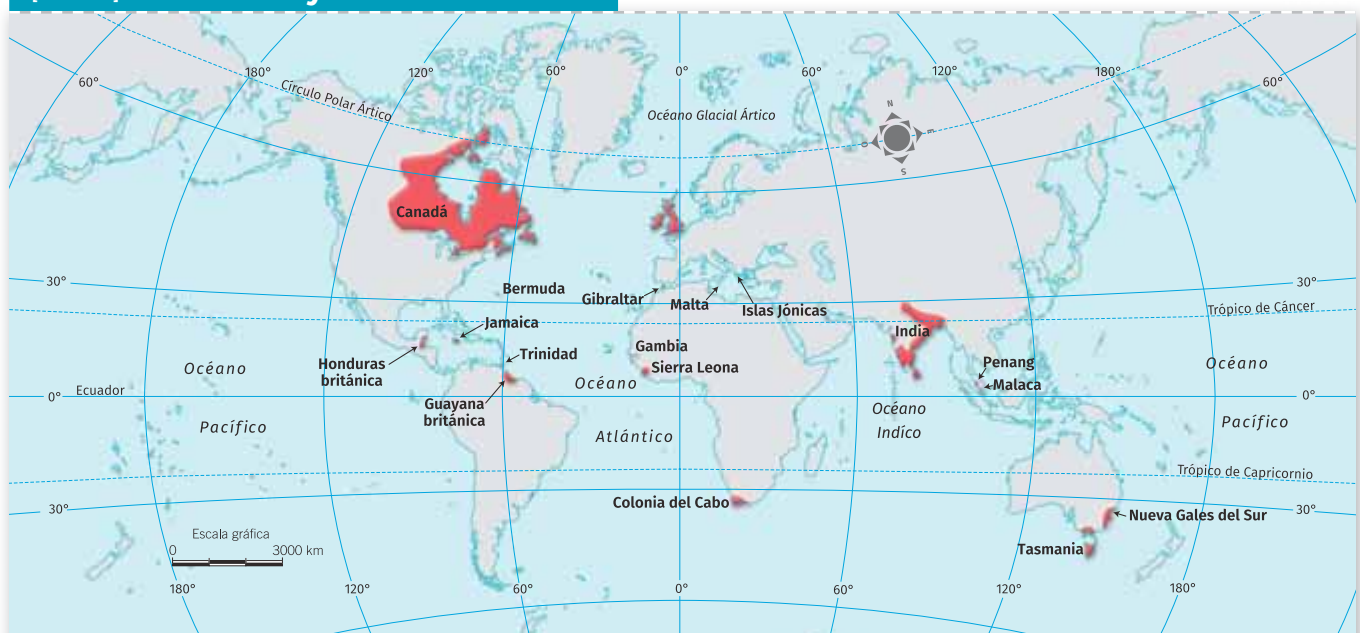 180°
120°
60°
0°
60°
120°
180°
60°
60°
Círculo Polar Ártico
Océano Glacial Ártico
N
E
O
S
Canadá
30°
30°
Bermuda
Gibraltar
Malta
Islas Jónicas
Trópico de Cáncer
Jamaica
India
Honduras
británica
Trinidad
Gambia
Sierra Leona
Penang
Malaca
Océano
Océano
Océano
0°
Ecuador
0°
Guayana
británica
Océano
Indíco
Pacífico
Atlántico
Pacífico
Trópico de Capricornio
30°
30°
Colonia del Cabo
Nueva Gales del Sur
Tasmania
Escala gráfica
0
3000 km
180°
120°
60°
0°
60°
120°
180°